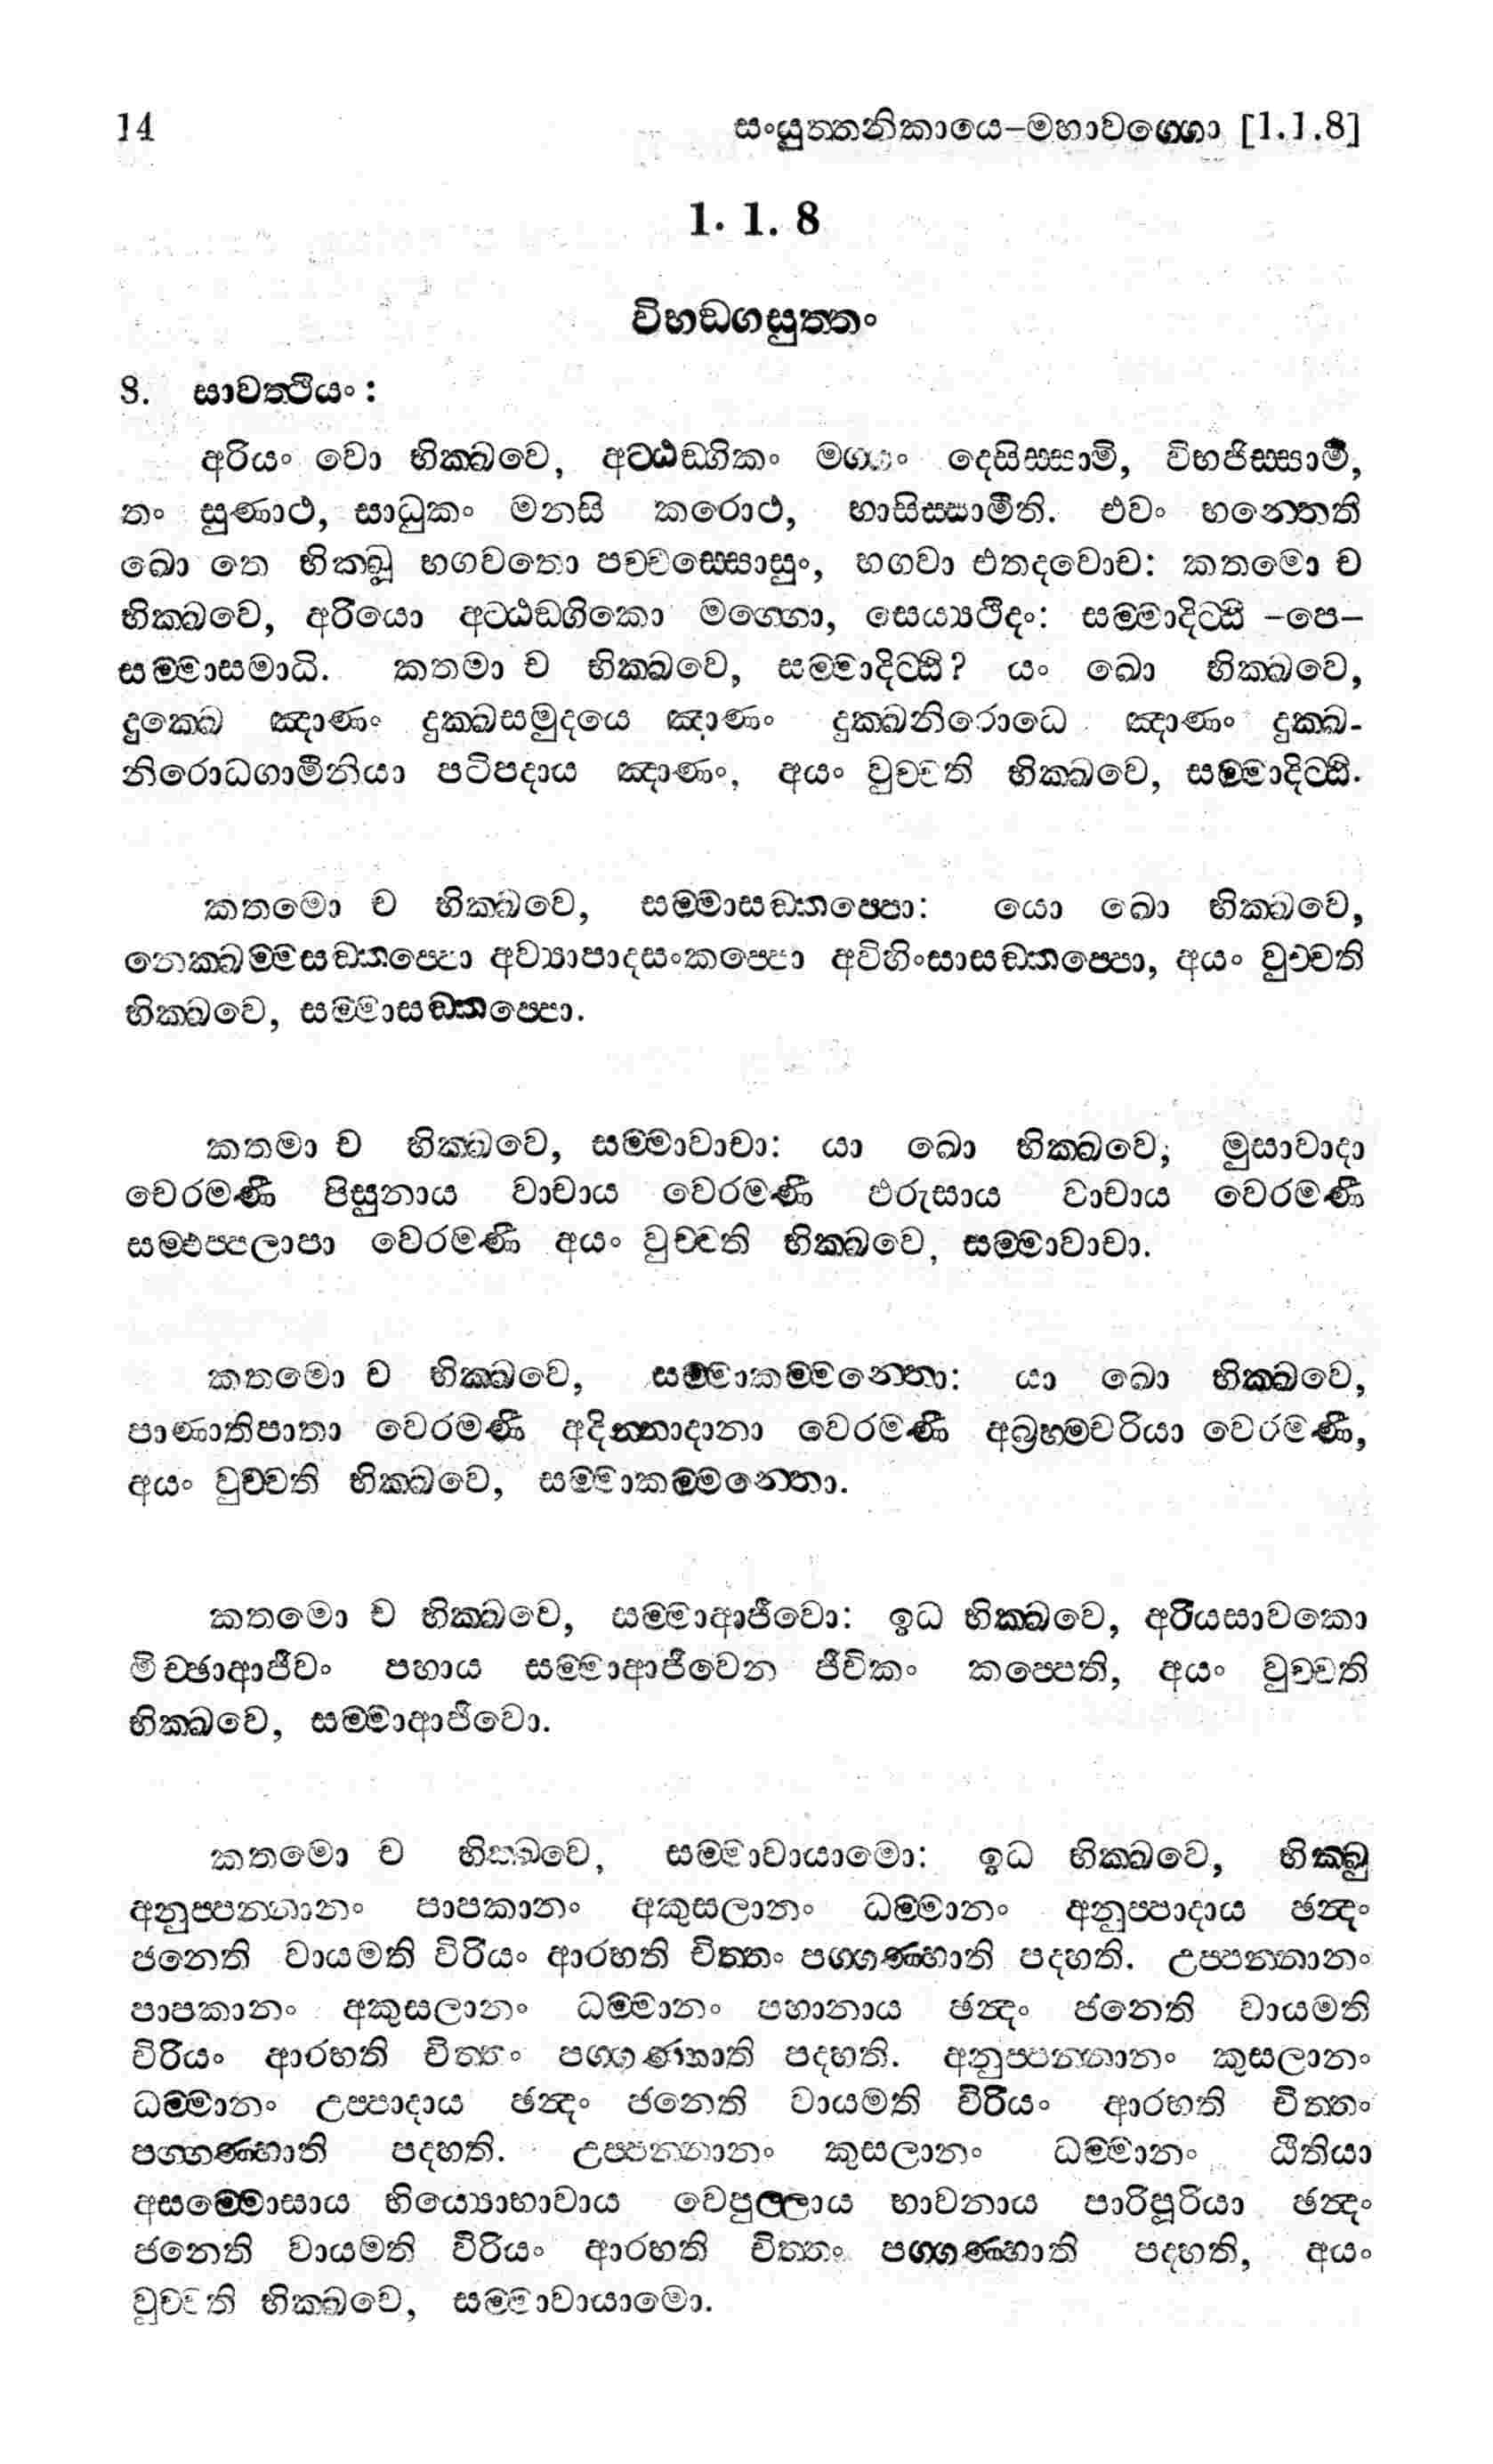 14 සංයුත්තනිකායෙ–මහාවග්ගො [1.1.8]
1. 1. 8
විභඞ්ගසුත්තං
8. සාවත්ථියං :
අරියං වො භික්ඛවෙ, අට්ඨඞ්ගිකං මග්ගං දෙසිස්සාමි, විභජිස්සාමී,
තං සුණාථ, සාධුකං මනසි කරොථ, භාසිස්සාමීති. එවං භන්තෙති
ඛො තෙ භික්ඛූ භගවතො පච්චස්සොසුං, භගවා එතදවොච: කතමො ච
භික්ඛවෙ, අරියො අට්ඨඞ්ගිකො මග්ගො, සෙය්‍යථිදං: සම්මාදිට්ඨි –පෙ–
සම්මාසමාධි. කතමා ච භික්ඛවෙ, සම්මාදිට්ඨි? යං ඛො භික්ඛවෙ,
දුක්ඛෙ ඤාණං දුක්ඛසමුදයෙ ඤාණං දුක්ඛනිරොධෙ ඤාණං දුක්ඛ-
නිරොධගාමිනියා පටිපදාය ඤාණං, අයං වුච්චති භික්ඛවෙ, සම්මාදිට්ඨි.
කතමො ච භික්ඛවෙ, සම්මාසඞ්කප්පො: යො ඛො භික්ඛවෙ,
නෙක්ඛම්මසඞ්කප්පො අව්‍යාපාදසංකප්පො අවිහිංසාසඞ්කප්පො, අයං වුච්චති
භික්ඛවෙ, සම්මාසඞ්කප්පො.
කතමා ච භික්ඛවෙ, සම්මාවාචා: යා ඛො භික්ඛවෙ, මුසාවාදා
වෙරමණී පිසුනාය වාචාය වෙරමණී ඵරුසාය වාචාය වෙරමණී
සම්ඵප්පලාපා වෙරමණී අයං වුච්චති භික්ඛවෙ, සම්මාවාචා.
කතමො ච භික්ඛවෙ, සම්මාකම්මන්තො: යා ඛො භික්ඛවෙ,
පාණාතිපාතා වෙරමණී අදින්නාදානා වෙරමණී අබ්‍රහ්මචරියා වෙරමණී,
අයං වුච්චති භික්ඛවෙ, සම්මාකම්මන්තො.
කතමො ච භික්ඛවෙ, සම්මාආජීවො: ඉධ භික්ඛවෙ, අරියසාවකො
මිච්ඡාආජීවං පහාය සම්මාආජීවෙන ජීවිකං කප්පෙති, අයං වුච්චති
භික්ඛවෙ, සම්මාආජීවො.
කතමො ච භික්ඛවෙ, සම්මාවායාමො: ඉධ භික්ඛවෙ, භික්ඛු
අනුප්පන්නානං පාපකානං අකුසලානං ධම්මානං අනුප්පාදාය ඡන්දං
ජනෙති වායමති විරියං ආරභති චිත්තං පග්ගණ්හාති පදහති. උප්පන්නානං
පාපකානං අකුසලානං ධම්මානං පහානාය ඡන්දං ජනෙති වායමති
විරියං ආරභති චිත්තං පග්ගණ්හාති පදහති. අනුප්පන්නානං කුසලානං
ධම්මානං උප්පාදාය ඡන්දං ජනෙති වායමති විරියං ආරභති චිත්තං
පග්ගණ්හාති පදහති. උප්පන්නානං කුසලානං ධම්මානං ඨිතියා
අසම්මොසාය භිය්‍යොභාවාය වෙපුල්ලාය භාවනාය පාරිපූරියා ඡන්දං
ජනෙති වායමති විරියං ආරභති චිත්තං පග්ගණ්හාති පදහති, අයං
වුච්චති භික්ඛවෙ, සම්මාවායාමො.